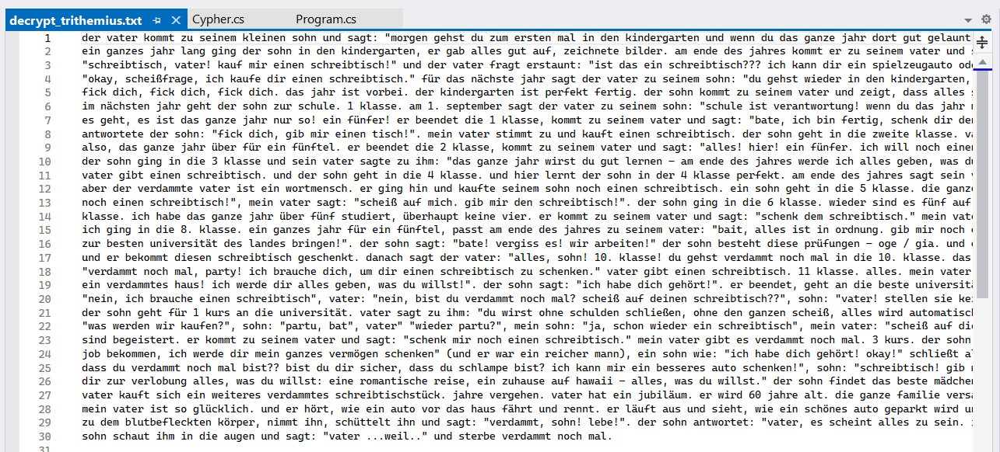 decrypt_trithemius.txt Cypher.cs Program.cs
1 der vater kommt zu seinem kleinen sohn und sagt: "morgen gehst du zum ersten mal in den kindergarten und wenn du das ganze jahr dort gut gelaunt
2 ein ganzes jahr lang ging der sohn in den kindergarten, er gab alles gut auf, zeichnete bilder. am ende des jahres kommt er zu seinem vater und
3 "schreibtisch, vater! kauf mir einen schreibtisch!" und der vater fragt erstaunt: "ist das ein schreibtisch??? ich kann dir ein spielzeugauto
4 "okay, scheißfrage, ich kaufe dir einen schreibtisch." für das nächste jahr sagt der vater zu seinem sohn: "du gehst wieder in den kindergarten,
5 fick dich, fick dich, fick dich. das jahr ist vorbei. der kindergarten ist perfekt fertig. der sohn kommt zu seinem vater und zeigt, dass alles
6 im nächsten jahr geht der sohn zur schule. 1 klasse. am 1. september sagt der vater zu seinem sohn: "schule ist verantwortung! wenn du das jahr
7 es geht, es ist das ganze jahr nur so! ein fünfer! er beendet die 1 klasse, kommt zu seinem vater und sagt: "bate, ich bin fertig, schenk dir
8 antwortete der sohn: "fick dich, gib mir einen tisch!". mein vater stimmt zu und kauft einen schreibtisch. der sohn geht in die zweite klasse.
9 also, das ganze jahr über für ein fünftel. er beendet die 2 klasse, kommt zu seinem vater und sagt: "alles! hier! ein fünfer. ich will noch
10 der sohn ging in die 3 klasse und sein vater sagte zu ihm: "das ganze jahr wirst du gut lernen – am ende des jahres werde ich alles geben, was
11 vater gibt einen schreibtisch. und der sohn geht in die 4 klasse. und hier lernt der sohn in der 4 klasse perfekt. am ende des jahres sagt sein
12 aber der verdammte vater ist ein wortmensch. er ging hin und kaufte seinem sohn noch einen schreibtisch. ein sohn geht in die 5 klasse. die
13 noch einen schreibtisch!", mein vater sagt: "scheiß auf mich. gib mir den schreibtisch!". der sohn ging in die 6 klasse. wieder sind es fünf auf
14 klasse. ich habe das ganze jahr über fünf studiert, überhaupt keine vier. er kommt zu seinem vater und sagt: "schenk dem schreibtisch." mein
15 ich ging in die 8. klasse. ein ganzes jahr für ein fünftel, passt am ende des jahres zu seinem vater: "bait, alles ist in ordnung. gib mir noch
16 zur besten universität des landes bringen!". der sohn sagt: "bate! vergiss es! wir arbeiten!" der sohn besteht diese prüfungen – oge / gia. und
17 und er bekommt diesen schreibtisch geschenkt. danach sagt der vater: "alles, sohn! 10. klasse! du gehst verdammt noch mal in die 10. klasse. das
18 "verdammt noch mal, party! ich brauche dich, um dir einen schreibtisch zu schenken." vater gibt einen schreibtisch. 11 klasse. alles. mein vater
19 ein verdammtes haus! ich werde dir alles geben, was du willst!". der sohn sagt: "ich habe dich gehört!". er beendet, geht an die beste
20 "nein, ich brauche einen schreibtisch", vater: "nein, bist du verdammt noch mal? scheiß auf deinen schreibtisch??", sohn: "vater! stellen sie
21 der sohn geht für 1 kurs an die universität. vater sagt zu ihm: "du wirst ohne schulden schließen, ohne den ganzen scheiß, alles wird
22 "was werden wir kaufen?", sohn: "partu, bat", vater" "wieder partu?", mein sohn: "ja, schon wieder ein schreibtisch", mein vater: "scheiß auf
23 sind begeistert. er kommt zu seinem vater und sagt: "schenk mir noch einen schreibtisch." mein vater gibt es verdammt noch mal. 3 kurs. der sohn
24 job bekommen, ich werde dir mein ganzes vermögen schenken" (und er war ein reicher mann), ein sohn wie: "ich habe dich gehört! okay!" schließt
25 dass du verdammt noch mal bist?? bist du dir sicher, dass du schlampe bist? ich kann mir ein besseres auto schenken!", sohn: "schreibtisch! gib
26 dir zur verlobung alles, was du willst: eine romantische reise, ein zuhause auf hawaii – alles, was du willst." der sohn findet das beste
27 vater kauft sich ein weiteres verdammtes schreibtischstück. jahre vergehen. vater hat ein jubiläum. er wird 60 jahre alt. die ganze familie
28 mein vater ist so glücklich. und er hört, wie ein auto vor das haus fährt und rennt. er läuft aus und sieht, wie ein schönes auto geparkt wird
29 zu dem blutbefleckten körper, nimmt ihn, schüttelt ihn und sagt: "verdammt, sohn! lebe!". der sohn antwortet: "vater, es scheint alles zu sein.
30 sohn schaut ihm in die augen und sagt: "vater ...weil.." und sterbe verdammt noch mal.
31